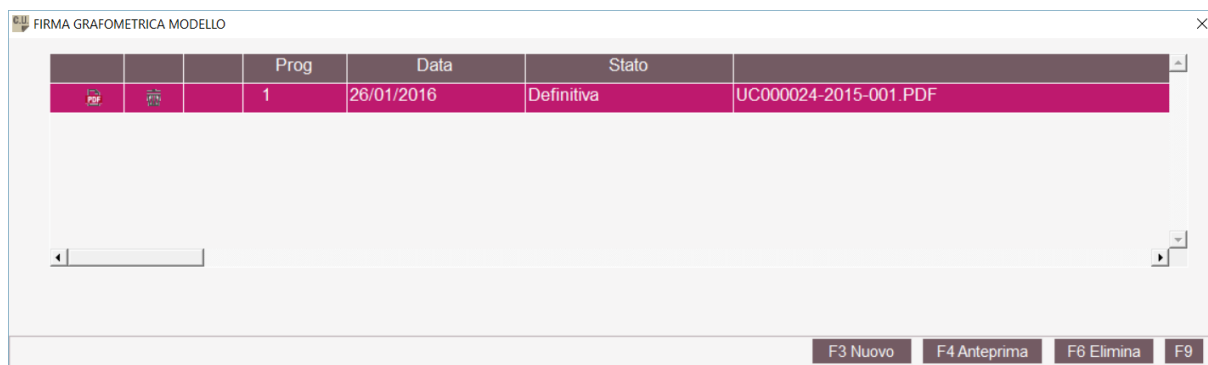 C.U. FIRMA GRAFOMETRICA MODELLO
Prog Data Stato
PDF 1 26/01/2016 Definitiva UC000024-2015-001.PDF
F3 Nuovo F4 Anteprima F6 Elimina F9